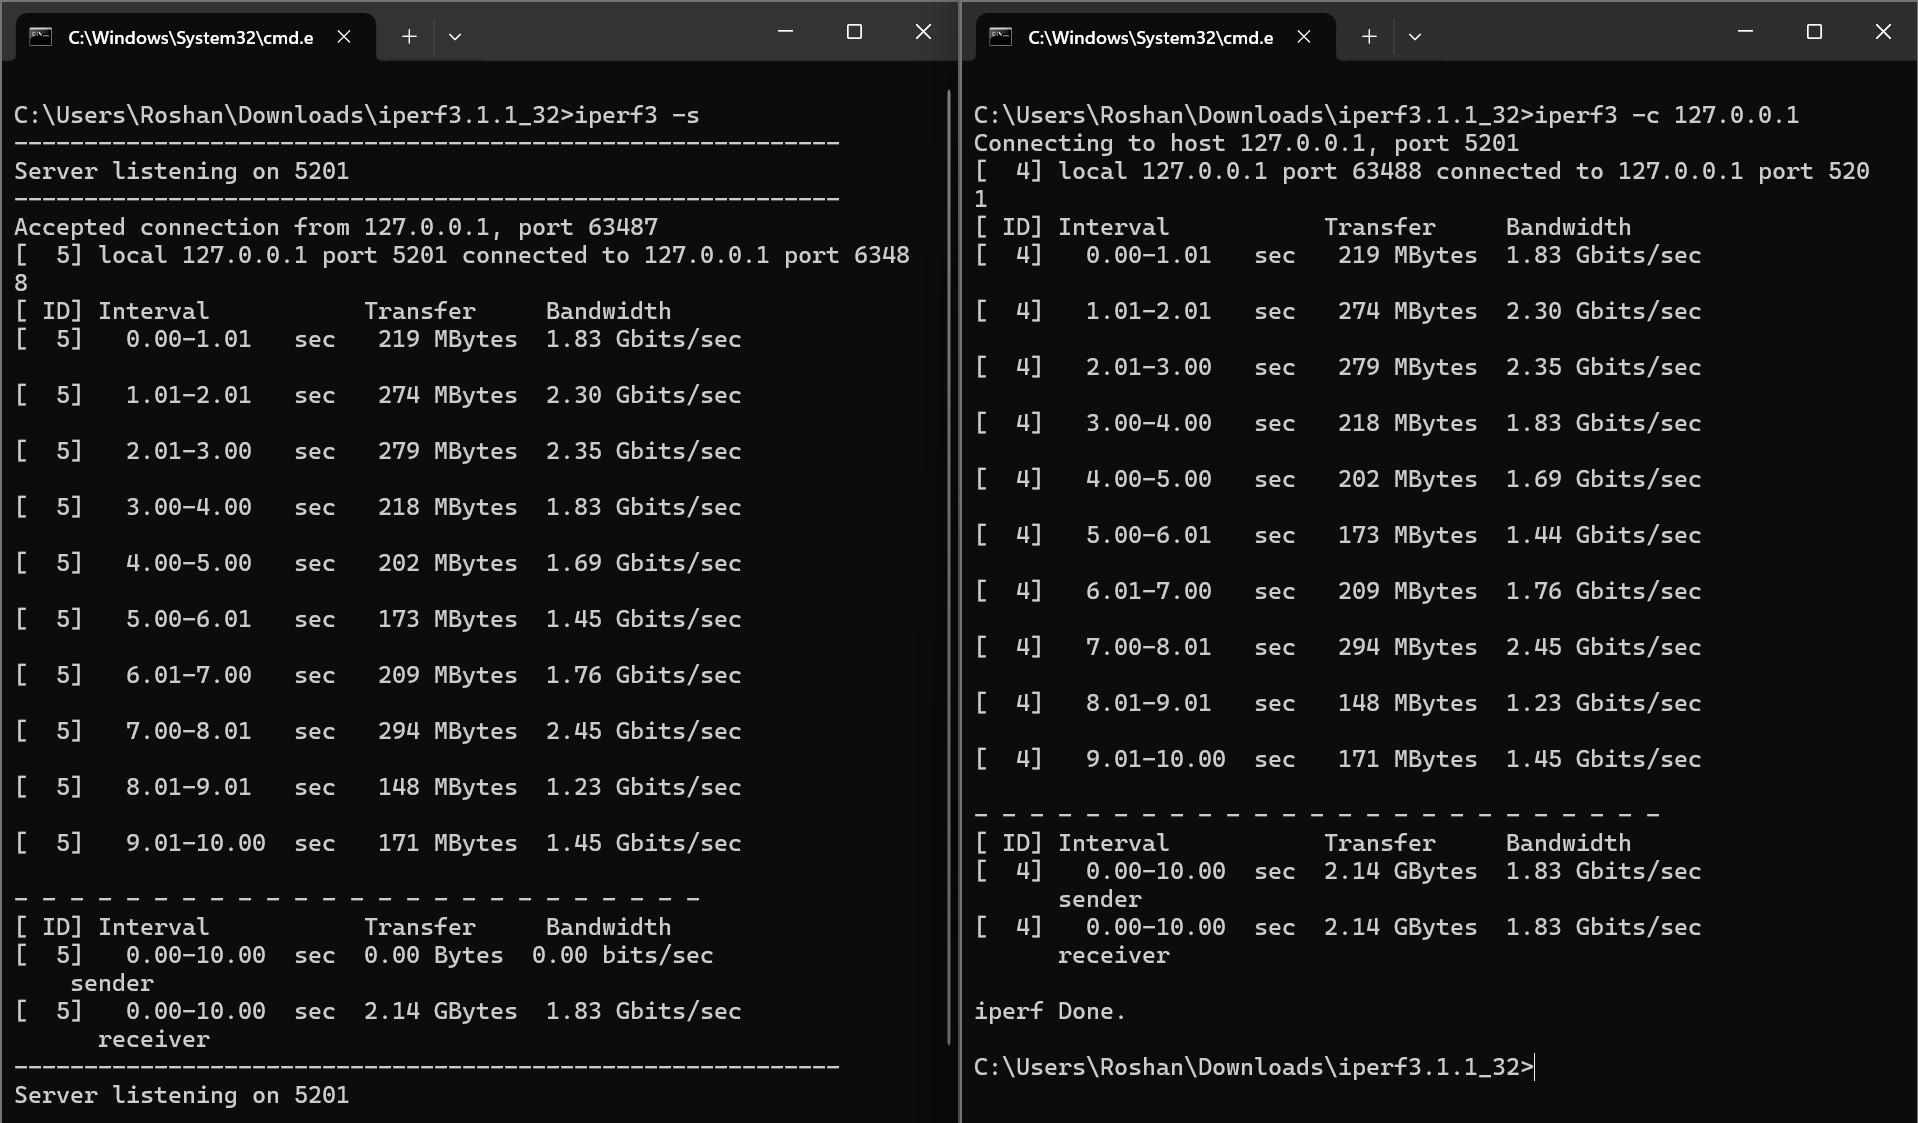 C:\Windows\System32\cmd.e
C:\Users\Roshan\Downloads\iperf3.1.1_32>iperf3 -s
-----------------------------------------------------------
Server listening on 5201
-----------------------------------------------------------
Accepted connection from 127.0.0.1, port 63487
[  5] local 127.0.0.1 port 5201 connected to 127.0.0.1 port 6348
8
[ ID] Interval           Transfer     Bandwidth
[  5]   0.00-1.01   sec   219 MBytes  1.83 Gbits/sec
[  5]   1.01-2.01   sec   274 MBytes  2.30 Gbits/sec
[  5]   2.01-3.00   sec   279 MBytes  2.35 Gbits/sec
[  5]   3.00-4.00   sec   218 MBytes  1.83 Gbits/sec
[  5]   4.00-5.00   sec   202 MBytes  1.69 Gbits/sec
[  5]   5.00-6.01   sec   173 MBytes  1.45 Gbits/sec
[  5]   6.01-7.00   sec   209 MBytes  1.76 Gbits/sec
[  5]   7.00-8.01   sec   294 MBytes  2.45 Gbits/sec
[  5]   8.01-9.01   sec   148 MBytes  1.23 Gbits/sec
[  5]   9.01-10.00  sec   171 MBytes  1.45 Gbits/sec
- - - - - - - - - - - - - - - - - - - - - - - - -
[ ID] Interval           Transfer     Bandwidth
[  5]   0.00-10.00  sec  0.00 Bytes  0.00 bits/sec
sender
[  5]   0.00-10.00  sec  2.14 GBytes  1.83 Gbits/sec
receiver
-----------------------------------------------------------
Server listening on 5201
C:\Windows\System32\cmd.e
C:\Users\Roshan\Downloads\iperf3.1.1_32>iperf3 -c 127.0.0.1
Connecting to host 127.0.0.1, port 5201
[  4] local 127.0.0.1 port 63488 connected to 127.0.0.1 port 520
1
[ ID] Interval           Transfer     Bandwidth
[  4]   0.00-1.01   sec   219 MBytes  1.83 Gbits/sec
[  4]   1.01-2.01   sec   274 MBytes  2.30 Gbits/sec
[  4]   2.01-3.00   sec   279 MBytes  2.35 Gbits/sec
[  4]   3.00-4.00   sec   218 MBytes  1.83 Gbits/sec
[  4]   4.00-5.00   sec   202 MBytes  1.69 Gbits/sec
[  4]   5.00-6.01   sec   173 MBytes  1.44 Gbits/sec
[  4]   6.01-7.00   sec   209 MBytes  1.76 Gbits/sec
[  4]   7.00-8.01   sec   294 MBytes  2.45 Gbits/sec
[  4]   8.01-9.01   sec   148 MBytes  1.23 Gbits/sec
[  4]   9.01-10.00  sec   171 MBytes  1.45 Gbits/sec
- - - - - - - - - - - - - - - - - - - - - - - - -
[ ID] Interval           Transfer     Bandwidth
[  4]   0.00-10.00  sec  2.14 GBytes  1.83 Gbits/sec
sender
[  4]   0.00-10.00  sec  2.14 GBytes  1.83 Gbits/sec
receiver
iperf Done.
C:\Users\Roshan\Downloads\iperf3.1.1_32>